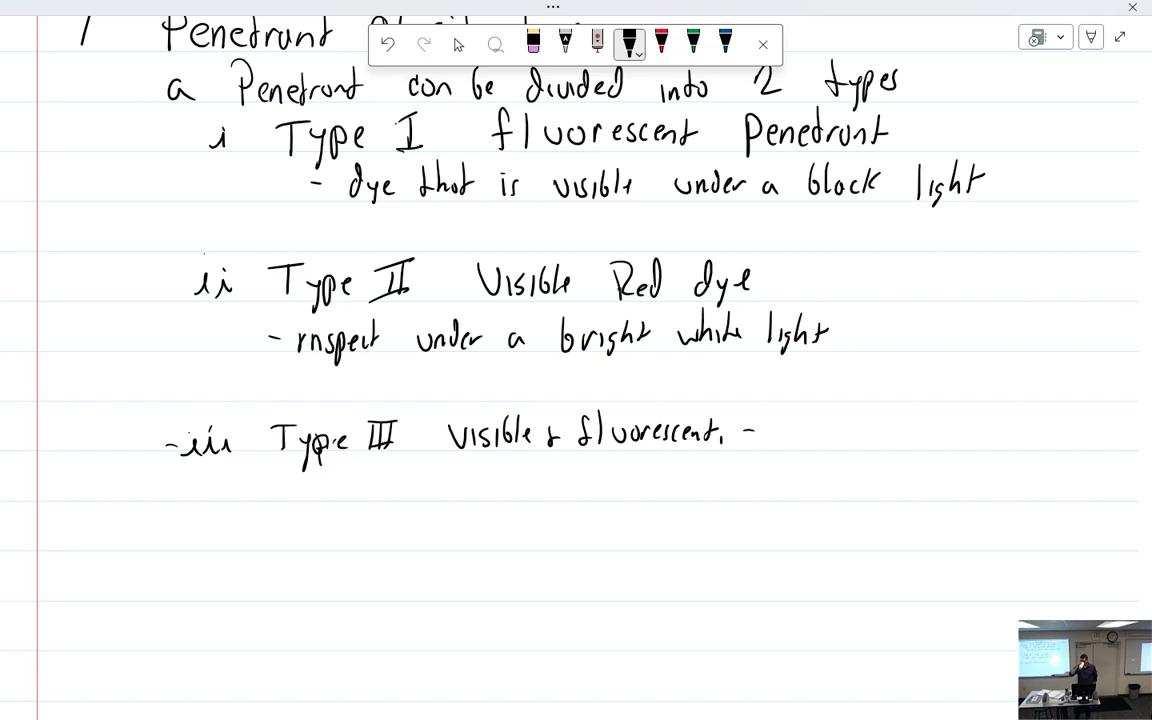 1 Penetrant
a Penetrant can be divided into 2 types
i Type I fluorescent Penetrant
- dye that is visible under a black light
ii Type II Visible Red dye
- Inspect under a bright white light
- iii Type III Visible & fluorescent. -